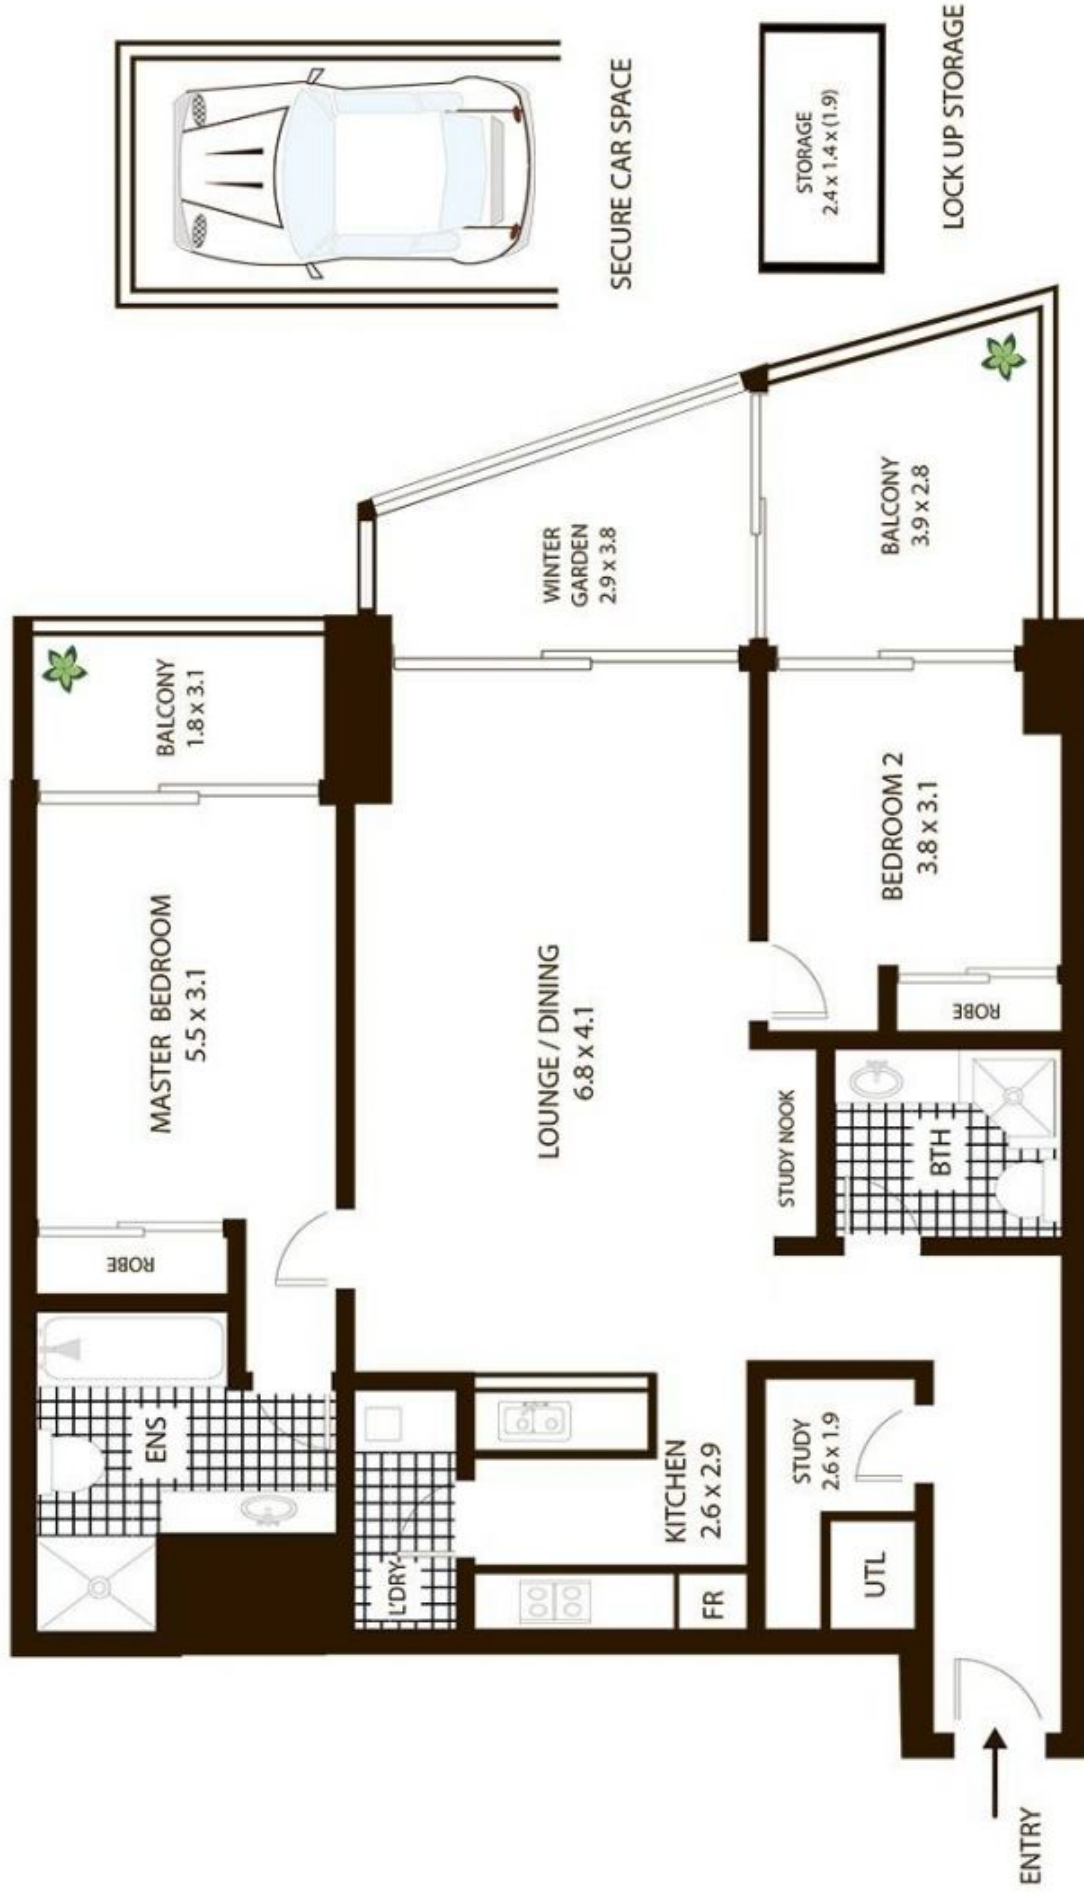 SECURE CAR SPACE
STORAGE
2.4 x 1.4 x (1.9)
LOCK UP STORAGE
BALCONY
1.8 x 3.1
WINTER
GARDEN
2.9 x 3.8
BALCONY
3.9 x 2.8
MASTER BEDROOM
5.5 x 3.1
LOUNGE / DINING
6.8 x 4.1
BEDROOM 2
3.8 x 3.1
ROBE
ROBE
STUDY NOOK
BTH
ENS
L'DRY
KITCHEN
2.6 x 2.9
FR
STUDY
2.6 x 1.9
UTL
ENTRY